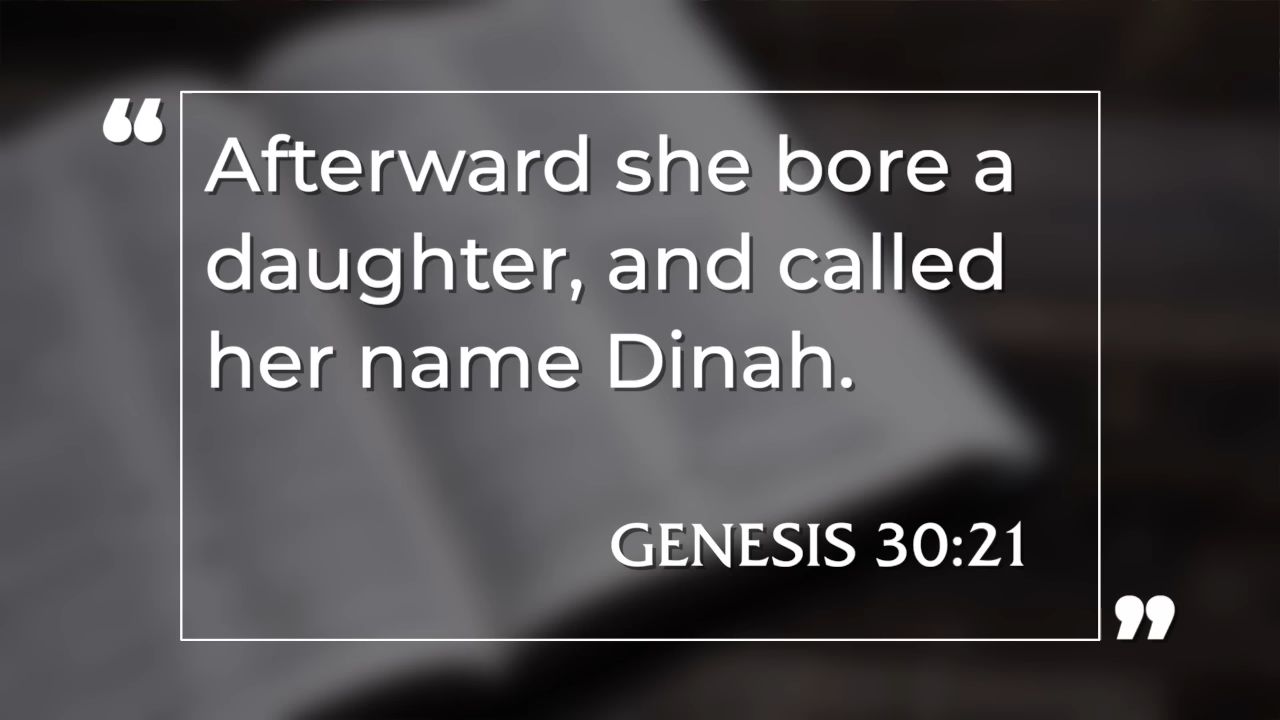 “
Afterward she bore a
daughter, and called
her name Dinah.
GENESIS 30:21
”